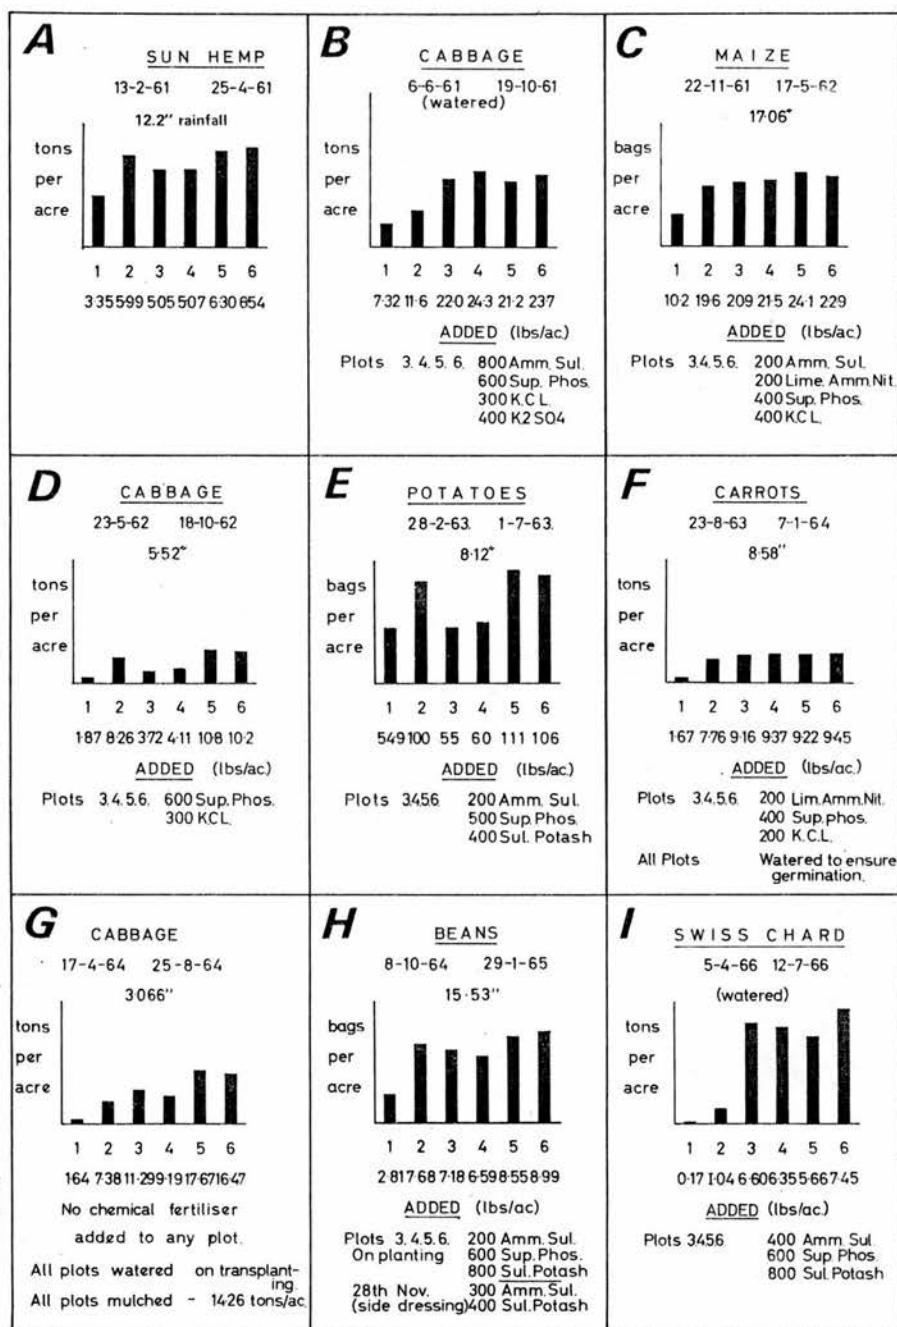 A
SUN HEMP
13-2-61 25-4-61
12.2" rainfall
tons
per
acre
1 2 3 4 5 6
3·35 5·99 5·05 5·07 6·30 6·54
B
CABBAGE
6-6-61 19-10-61
(watered)
tons
per
acre
1 2 3 4 5 6
7·32 11·6 22·0 24·3 21·2 23·7
ADDED (lbs/ac.)
Plots 3. 4. 5. 6. 800 Amm. Sul.
600 Sup. Phos.
300 K.C.L.
400 K2 SO4
C
MAIZE
22-11-61 17-5-62
17·06"
bags
per
acre
1 2 3 4 5 6
10·2 19·6 20·9 21·5 24·1 22·9
ADDED (lbs/ac.)
Plots 3.4.5.6. 200 Amm. Sul.
200 Lime. Amm. Nit.
400 Sup. Phos.
400 K.C.L.
D
CABBAGE
23-5-62 18-10-62
5·52"
tons
per
acre
1 2 3 4 5 6
1·87 8·26 3·72 4·11 10·8 10·2
ADDED (lbs/ac.)
Plots 3.4.5.6. 600 Sup. Phos.
300 K.C.L.
E
POTATOES
28-2-63. 1-7-63.
8·12"
bags
per
acre
1 2 3 4 5 6
54·9 100 55 60 111 106
ADDED (lbs/ac.)
Plots 3.4.5.6. 200 Amm. Sul.
500 Sup. Phos.
400 Sul. Potash
F
CARROTS
23-8-63 7-1-64
8·58"
tons
per
acre
1 2 3 4 5 6
1·67 7·76 9·16 9·37 9·22 9·45
ADDED (lbs/ac.)
Plots 3.4.5.6. 200 Lim. Amm. Nit.
400 Sup. phos.
200 K.C.L.
All Plots Watered to ensure
germination.
G
CABBAGE
17-4-64 25-8-64
3·066"
tons
per
acre
1 2 3 4 5 6
1·64 7·38 11·29 9·19 17·67 16·47
No chemical fertiliser
added to any plot.
All plots watered on transplant-
ing.
All plots mulched - 14·26 tons/ac.
H
BEANS
8-10-64 29-1-65
15·53"
bags
per
acre
1 2 3 4 5 6
2·81 7·68 7·18 6·59 8·55 8·99
ADDED (lbs/ac)
Plots 3. 4. 5. 6. 200 Amm. Sul.
On planting 600 Sup. Phos.
800 Sul. Potash
28th Nov. 300 Amm. Sul.
(side dressing) 400 Sul. Potash
I
SWISS CHARD
5-4-66 12-7-66
(watered)
tons
per
acre
1 2 3 4 5 6
0·17 1·04 6·60 6·35 5·66 7·45
ADDED (lbs/ac.)
Plots 3.4.5.6 400 Amm. Sul.
600 Sup. Phos
800 Sul. Potash